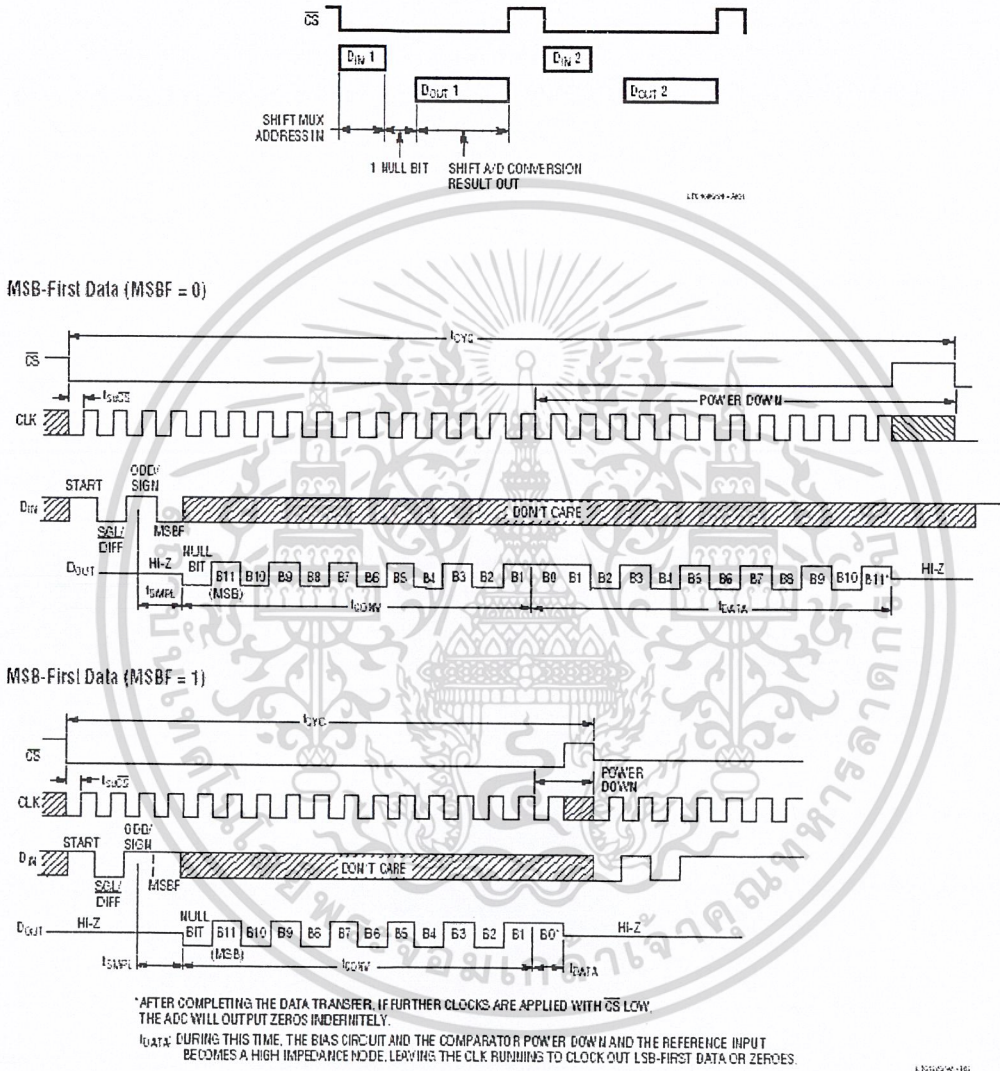 CS
DIN 1
DIN 2
DOUT 1
DOUT 2
SHIFT MUX
ADDRESS IN
1 NULL BIT
SHIFT A/D CONVERSION
RESULT OUT
MSB-First Data (MSBF = 0)
tCYC
CS
POWER DOWN
tsuCS
CLK
START
ODD/
SIGN
DIN
DON'T CARE
SGL/
DIFF
MSBF
DOUT
HI-Z
NULL
BIT
B11 B10 B9 B8 B7 B6 B5 B4 B3 B2 B1 B0 B1 B2 B3 B4 B5 B6 B7 B8 B9 B10 B11*
HI-Z
(MSB)
tSMPL
tCONV
tDATA
MSB-First Data (MSBF = 1)
tCYC
CS
POWER
DOWN
tsuCS
CLK
START
ODD/
SIGN
DIN
DON'T CARE
SGL/
DIFF
MSBF
DOUT
HI-Z
NULL
BIT
B11 B10 B9 B8 B7 B6 B5 B4 B3 B2 B1 B0*
HI-Z
(MSB)
tSMPL
tCONV
tDATA
*AFTER COMPLETING THE DATA TRANSFER, IF FURTHER CLOCKS ARE APPLIED WITH CS LOW,
THE ADC WILL OUTPUT ZEROS INDEFINITELY.
tDATA: DURING THIS TIME, THE BIAS CIRCUIT AND THE COMPARATOR POWER DOWN AND THE REFERENCE INPUT
BECOMES A HIGH IMPEDANCE NODE, LEAVING THE CLK RUNNING TO CLOCK OUT LSB-FIRST DATA OR ZEROES.